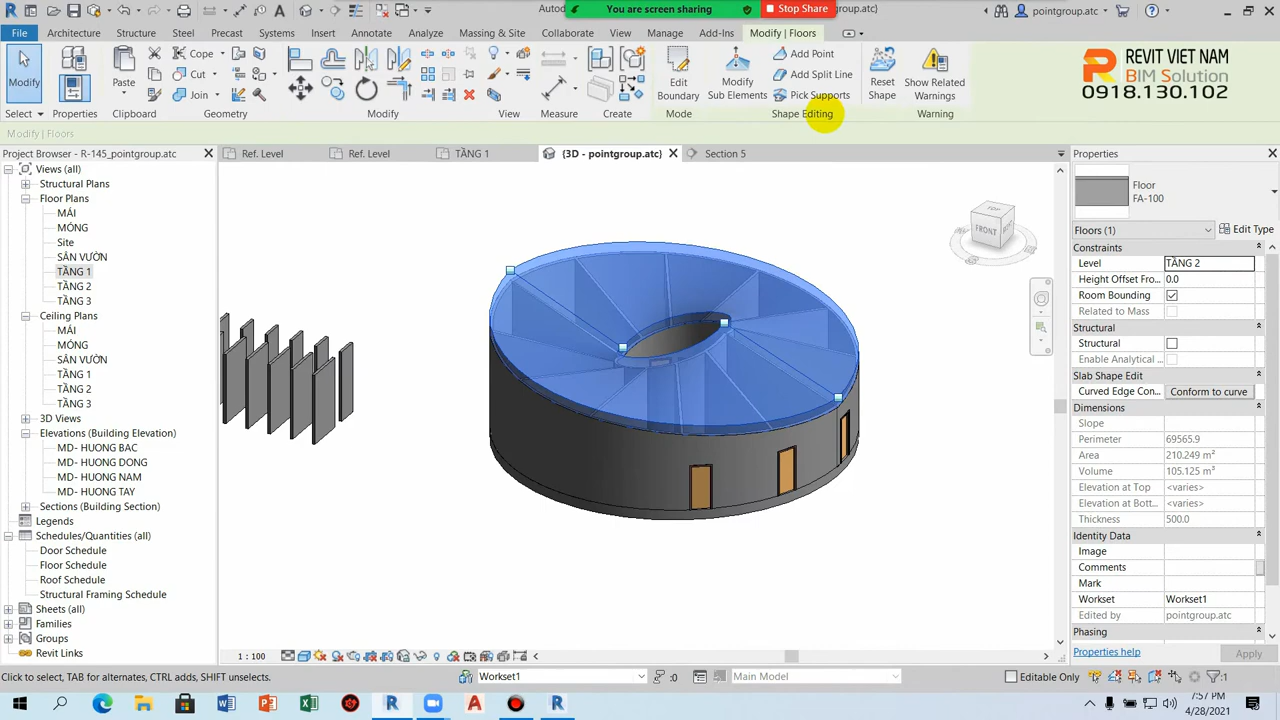 Autod
You are screen sharing
Stop Share
group.atc)
pointgroup.atc
File
Architecture
Structure
Steel
Precast
Systems
Insert
Annotate
Analyze
Massing & Site
Collaborate
View
Manage
Add-Ins
Modify | Floors
Modify
Properties
Paste
Cope
Cut
Join
Edit Boundary
Modify Sub Elements
Add Point
Add Split Line
Pick Supports
Reset Shape
Show Related Warnings
Select
Properties
Clipboard
Geometry
Modify
View
Measure
Create
Mode
Shape Editing
Warning
REVIT VIET NAM
BIM Solution
0918.130.102
Modify | Floors
Project Browser - R-145_pointgroup.atc
Ref. Level
Ref. Level
TẦNG 1
{3D - pointgroup.atc}
Section 5
Properties
Views (all)
Structural Plans
Floor Plans
MÁI
MÓNG
Site
SÂN VƯỜN
TẦNG 1
TẦNG 2
TẦNG 3
Ceiling Plans
MÁI
MÓNG
SÂN VƯỜN
TẦNG 1
TẦNG 2
TẦNG 3
3D Views
Elevations (Building Elevation)
MD- HUONG BAC
MD- HUONG DONG
MD- HUONG NAM
MD- HUONG TAY
Sections (Building Section)
Legends
Schedules/Quantities (all)
Door Schedule
Floor Schedule
Roof Schedule
Structural Framing Schedule
Sheets (all)
Families
Groups
Revit Links
TOP
FRONT
Floor
FA-100
Floors (1)
Edit Type
Constraints
Level TẦNG 2
Height Offset Fro... 0.0
Room Bounding
Related to Mass
Structural
Structural
Enable Analytical ...
Slab Shape Edit
Curved Edge Con... Conform to curve
Dimensions
Slope
Perimeter 69565.9
Area 210.249 m²
Volume 105.125 m³
Elevation at Top <varies>
Elevation at Bott... <varies>
Thickness 500.0
Identity Data
Image
Comments
Mark
Workset Workset1
Edited by pointgroup.atc
Phasing
Properties help
Apply
1 : 100
Click to select, TAB for alternates, CTRL adds, SHIFT unselects.
Workset1
:0
Main Model
Editable Only
:1
7:57 PM
4/28/2021